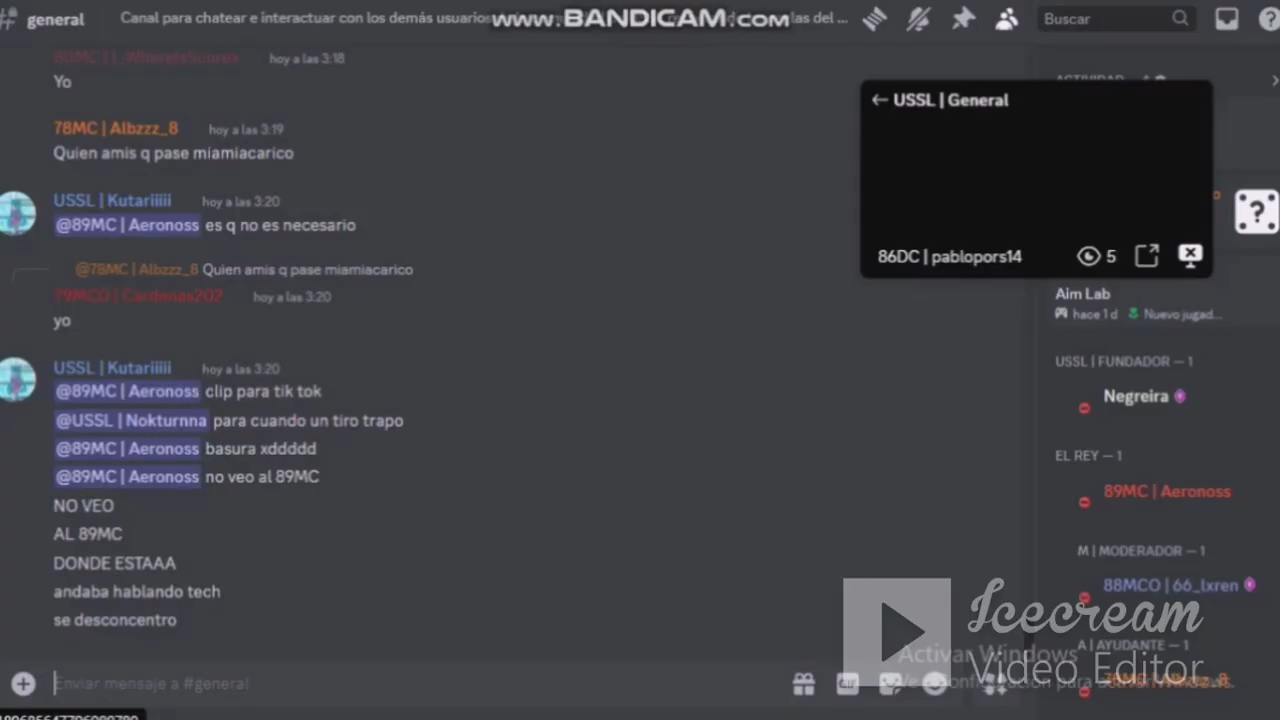 general
Canal para chatear e interactuar con los demás usuarios
www.BANDICAM.com
las del ...
Buscar
hoy a las 3:18
Yo
78MC | Albzzz_8 hoy a las 3:19
Quien amis q pase miamiacarico
USSL | Kutariiiii hoy a las 3:20
@89MC | Aeronoss es q no es necesario
@78MC | Albzzz_8 Quien amis q pase miamiacarico
79MCO | Cardenas202 hoy a las 3:20
yo
USSL | Kutariiiii hoy a las 3:20
@89MC | Aeronoss clip para tik tok
@USSL | Nokturnna para cuando un tiro trapo
@89MC | Aeronoss basura xddddd
@89MC | Aeronoss no veo al 89MC
NO VEO
AL 89MC
DONDE ESTAAA
andaba hablando tech
se desconcentro
Enviar mensaje a #general
← USSL | General
86DC | pablopors14 5
Aim Lab
hace 1 d Nuevo jugad...
USSL | FUNDADOR — 1
Negreira
EL REY — 1
89MC | Aeronoss
M | MODERADOR — 1
88MCO | 66_lxren
A | AYUDANTE — 1
78MC | Albzzz_8
Icecream
Video Editor
Activar Windows